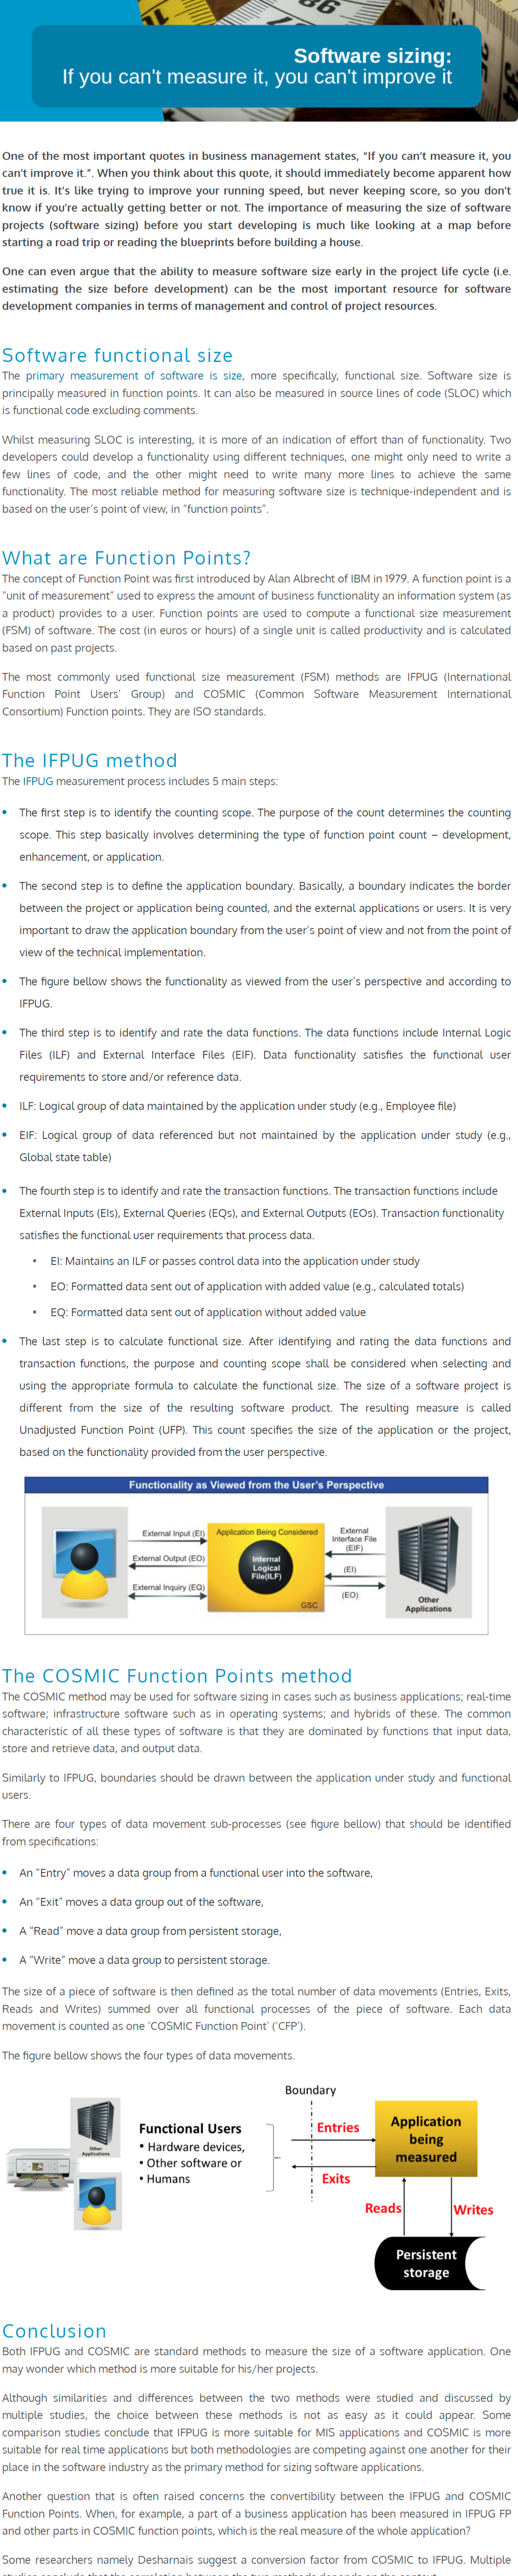 Software sizing:
If you can't measure it, you can't improve it
One of the most important quotes in business management states, “If you can’t measure it, you
can’t improve it.”. When you think about this quote, it should immediately become apparent how
true it is. It’s like trying to improve your running speed, but never keeping score, so you don’t
know if you’re actually getting better or not. The importance of measuring the size of software
projects (software sizing) before you start developing is much like looking at a map before
starting a road trip or reading the blueprints before building a house.
One can even argue that the ability to measure software size early in the project life cycle (i.e.
estimating the size before development) can be the most important resource for software
development companies in terms of management and control of project resources.
Software functional size
The primary measurement of software is size, more specifically, functional size. Software size is
principally measured in function points. It can also be measured in source lines of code (SLOC) which
is functional code excluding comments.
Whilst measuring SLOC is interesting, it is more of an indication of effort than of functionality. Two
developers could develop a functionality using different techniques, one might only need to write a
few lines of code, and the other might need to write many more lines to achieve the same
functionality. The most reliable method for measuring software size is technique-independent and is
based on the user’s point of view, in “function points”.
What are Function Points?
The concept of Function Point was first introduced by Alan Albrecht of IBM in 1979. A function point is a
“unit of measurement” used to express the amount of business functionality an information system (as
a product) provides to a user. Function points are used to compute a functional size measurement
(FSM) of software. The cost (in euros or hours) of a single unit is called productivity and is calculated
based on past projects.
The most commonly used functional size measurement (FSM) methods are IFPUG (International
Function Point Users’ Group) and COSMIC (Common Software Measurement International
Consortium) Function points. They are ISO standards.
The IFPUG method
The IFPUG measurement process includes 5 main steps:
• The first step is to identify the counting scope. The purpose of the count determines the counting
scope. This step basically involves determining the type of function point count – development,
enhancement, or application.
• The second step is to define the application boundary. Basically, a boundary indicates the border
between the project or application being counted, and the external applications or users. It is very
important to draw the application boundary from the user’s point of view and not from the point of
view of the technical implementation.
• The figure bellow shows the functionality as viewed from the user’s perspective and according to
IFPUG.
• The third step is to identify and rate the data functions. The data functions include Internal Logic
Files (ILF) and External Interface Files (EIF). Data functionality satisfies the functional user
requirements to store and/or reference data.
• ILF: Logical group of data maintained by the application under study (e.g., Employee file)
• EIF: Logical group of data referenced but not maintained by the application under study (e.g.,
Global state table)
• The fourth step is to identify and rate the transaction functions. The transaction functions include
External Inputs (EIs), External Queries (EQs), and External Outputs (EOs). Transaction functionality
satisfies the functional user requirements that process data.
▪ EI: Maintains an ILF or passes control data into the application under study
▪ EO: Formatted data sent out of application with added value (e.g., calculated totals)
▪ EQ: Formatted data sent out of application without added value
• The last step is to calculate functional size. After identifying and rating the data functions and
transaction functions, the purpose and counting scope shall be considered when selecting and
using the appropriate formula to calculate the functional size. The size of a software project is
different from the size of the resulting software product. The resulting measure is called
Unadjusted Function Point (UFP). This count specifies the size of the application or the project,
based on the functionality provided from the user perspective.
Functionality as Viewed from the User's Perspective
External Input (EI)
External Output (EO)
External Inquiry (EQ)
Application Being Considered
Internal
Logical
File(ILF)
GSC
External
Interface File
(EIF)
(EI)
(EO)
Other
Applications
The COSMIC Function Points method
The COSMIC method may be used for software sizing in cases such as business applications; real-time
software; infrastructure software such as in operating systems; and hybrids of these. The common
characteristic of all these types of software is that they are dominated by functions that input data,
store and retrieve data, and output data.
Similarly to IFPUG, boundaries should be drawn between the application under study and functional
users.
There are four types of data movement sub-processes (see figure bellow) that should be identified
from specifications:
• An “Entry” moves a data group from a functional user into the software,
• An “Exit” moves a data group out of the software,
• A “Read” move a data group from persistent storage,
• A “Write” move a data group to persistent storage.
The size of a piece of software is then defined as the total number of data movements (Entries, Exits,
Reads and Writes) summed over all functional processes of the piece of software. Each data
movement is counted as one ‘COSMIC Function Point’ (‘CFP’).
The figure bellow shows the four types of data movements.
Other
Applications
Functional Users
• Hardware devices,
• Other software or
• Humans
Boundary
Entries
Exits
Application
being
measured
Reads
Writes
Persistent
storage
Conclusion
Both IFPUG and COSMIC are standard methods to measure the size of a software application. One
may wonder which method is more suitable for his/her projects.
Although similarities and differences between the two methods were studied and discussed by
multiple studies, the choice between these methods is not as easy as it could appear. Some
comparison studies conclude that IFPUG is more suitable for MIS applications and COSMIC is more
suitable for real time applications but both methodologies are competing against one another for their
place in the software industry as the primary method for sizing software applications.
Another question that is often raised concerns the convertibility between the IFPUG and COSMIC
Function Points. When, for example, a part of a business application has been measured in IFPUG FP
and other parts in COSMIC function points, which is the real measure of the whole application?
Some researchers namely Desharnais suggest a conversion factor from COSMIC to IFPUG. Multiple